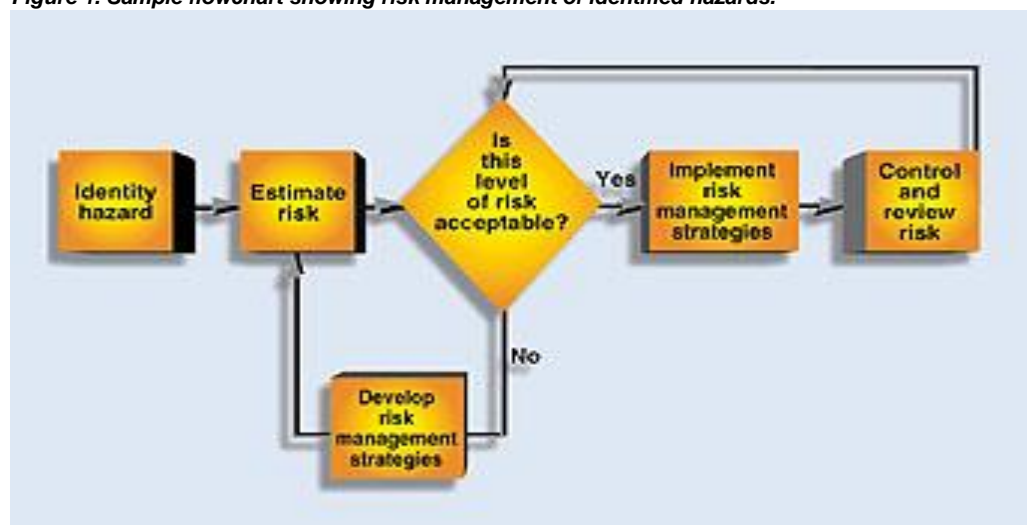 Figure 1. Sample flowchart showing risk management of identified hazards.
Identity
hazard
Estimate
risk
Is
this
level
of risk
acceptable?
Yes
Implement
risk
management
strategies
Control
and
review
risk
No
Develop
risk
management
strategies